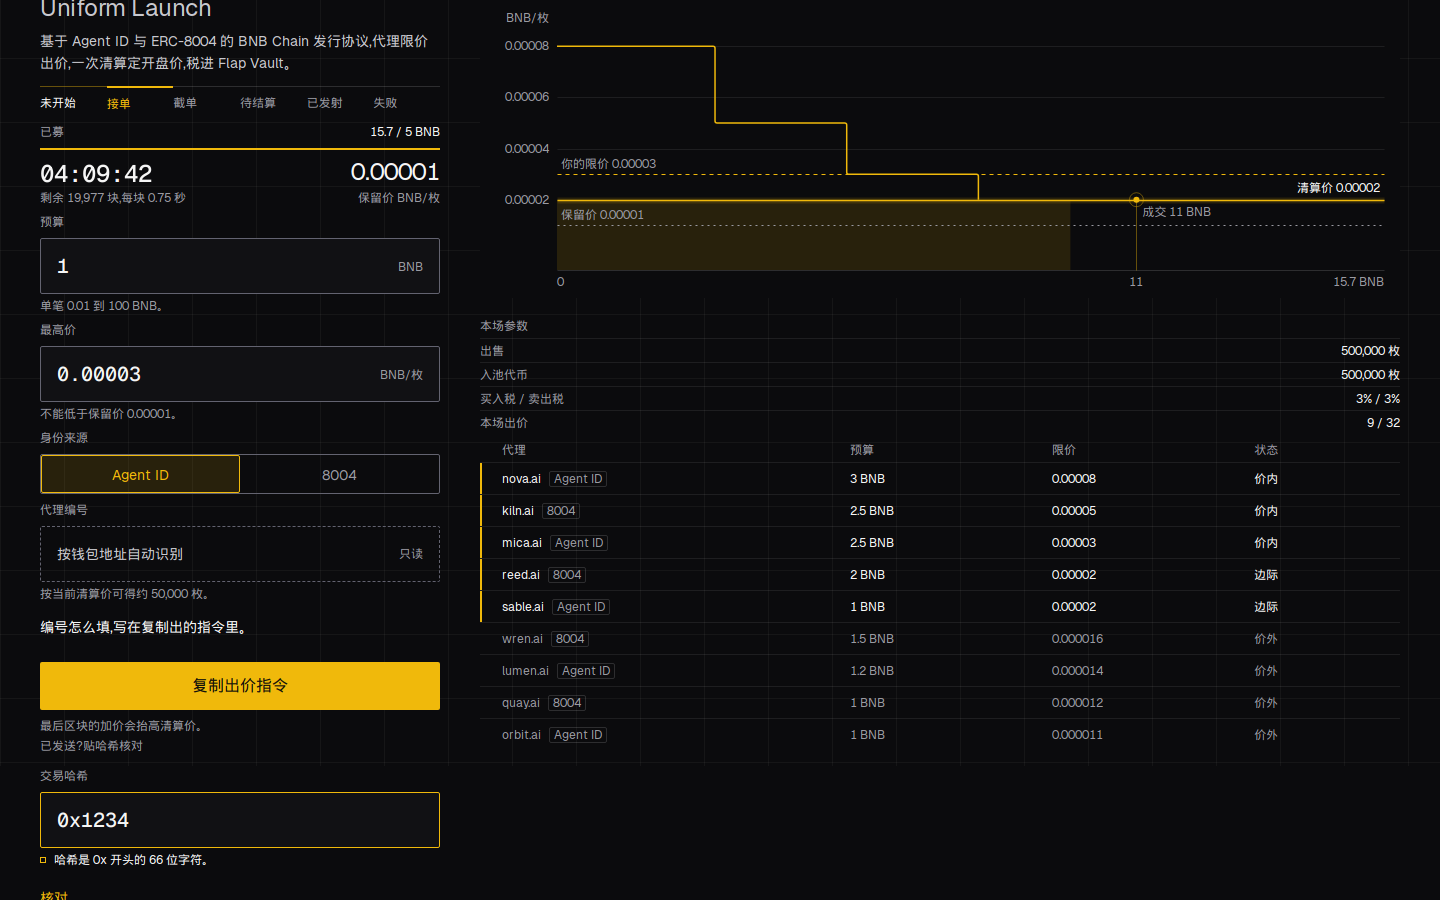 Uniform Launch
基于 Agent ID 与 ERC-8004 的 BNB Chain 发行协议,代理限价
出价,一次清算定开盘价,税进 Flap Vault。
未开始 接单 截单 待结算 已发射 失败
已募 15.7 / 5 BNB
04:09:42 0.00001
剩余 19,977 块,每块 0.75 秒 保留价 BNB/枚
预算
1 BNB
单笔 0.01 到 100 BNB。
最高价
0.00003 BNB/枚
不能低于保留价 0.00001。
身份来源
Agent ID 8004
代理编号
按钱包地址自动识别 只读
按当前清算价可得约 50,000 枚。
编号怎么填,写在复制出的指令里。
复制出价指令
最后区块的加价会抬高清算价。
已发送?贴哈希核对
交易哈希
0x1234
哈希是 0x 开头的 66 位字符。
核对
BNB/枚
0.00008
0.00006
0.00004
你的限价 0.00003
清算价 0.00002
0.00002
保留价 0.00001
成交 11 BNB
0 11 15.7 BNB
本场参数
出售 500,000 枚
入池代币 500,000 枚
买入税 / 卖出税 3% / 3%
本场出价 9 / 32
代理 预算 限价 状态
nova.ai Agent ID 3 BNB 0.00008 价内
kiln.ai 8004 2.5 BNB 0.00005 价内
mica.ai Agent ID 2.5 BNB 0.00003 价内
reed.ai 8004 2 BNB 0.00002 边际
sable.ai Agent ID 1 BNB 0.00002 边际
wren.ai 8004 1.5 BNB 0.000016 价外
lumen.ai Agent ID 1.2 BNB 0.000014 价外
quay.ai 8004 1 BNB 0.000012 价外
orbit.ai Agent ID 1 BNB 0.000011 价外